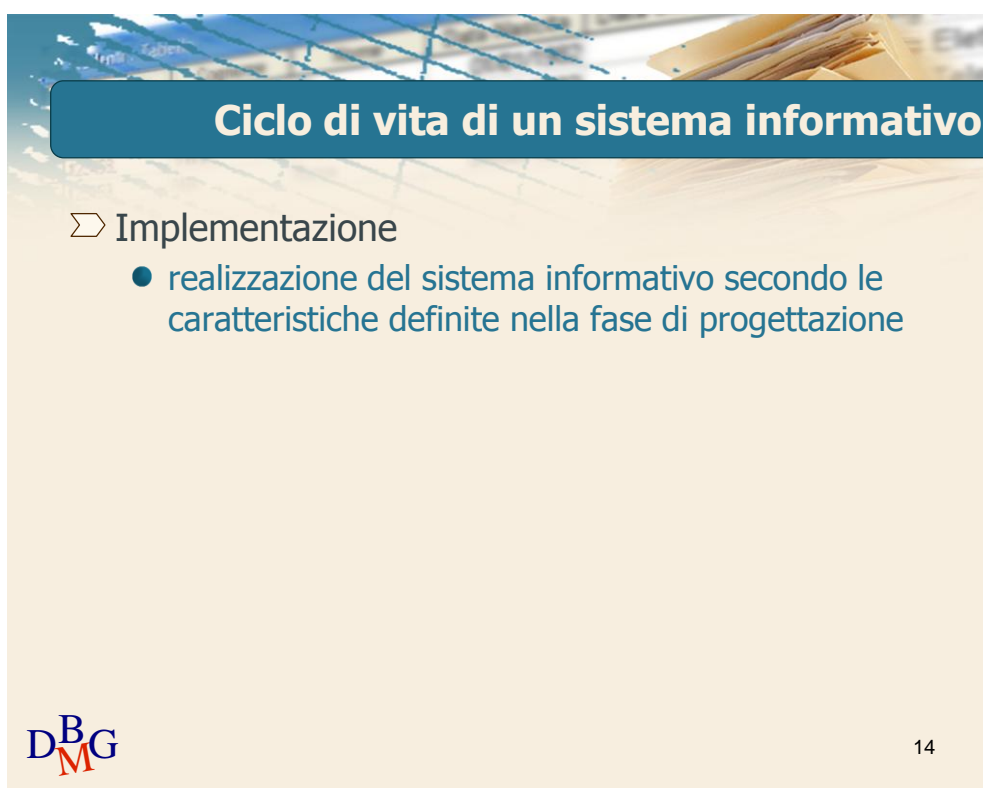 Ciclo di vita di un sistema informativo
Implementazione
realizzazione del sistema informativo secondo le
caratteristiche definite nella fase di progettazione
DBMG
14